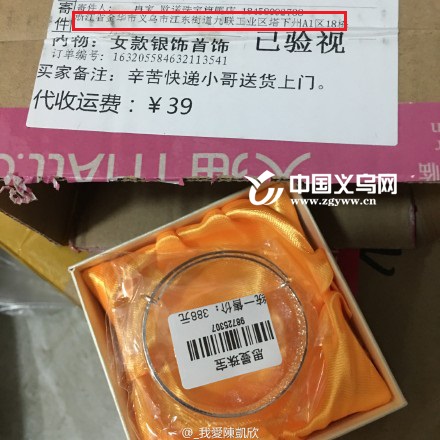 浙江省金华市义乌市江东街道九联工业区塔下州A1区18栋
件
内物：女款银饰首饰
已验视
订单编号：163205584632113541
买家备注：辛苦快递小哥送货上门。
代收运费：￥39
中国义乌网
www.zgyww.cn
统一售价：388元
98725307
思曼珠宝
@_我爱陳凱欣